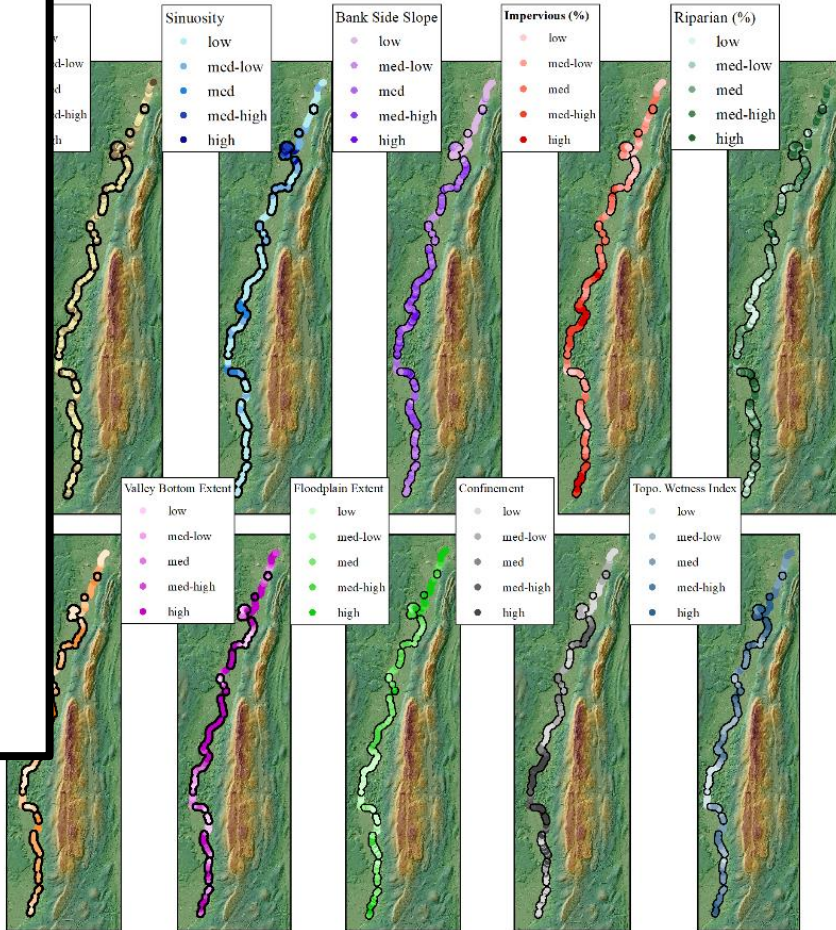 Sinuosity
low
med-low
med
med-high
high
Bank Side Slope
low
med-low
med
med-high
high
Impervious (%)
low
med-low
med
med-high
high
Riparian (%)
low
med-low
med
med-high
high
Valley Bottom Extent
low
med-low
med
med-high
high
Floodplain Extent
low
med-low
med
med-high
high
Confinement
low
med-low
med
med-high
high
Topo. Wetness Index
low
med-low
med
med-high
high